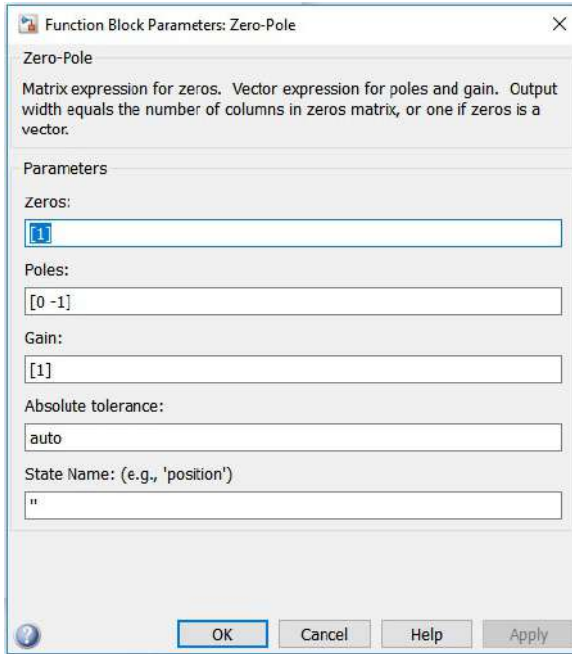 Function Block Parameters: Zero-Pole
Zero-Pole
Matrix expression for zeros. Vector expression for poles and gain. Output
width equals the number of columns in zeros matrix, or one if zeros is a
vector.
Parameters
Zeros:
[1]
Poles:
[0 -1]
Gain:
[1]
Absolute tolerance:
auto
State Name: (e.g., 'position')
''
OK Cancel Help Apply